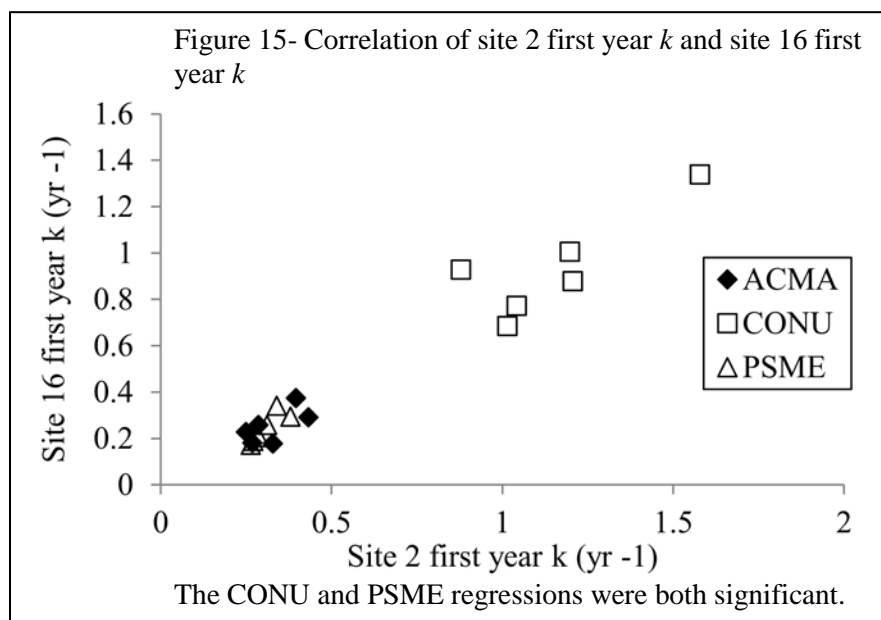 Figure 15- Correlation of site 2 first year k and site 16 first
year k
1.6
1.4
1.2
1
0.8
0.6
0.4
0.2
0
Site 16 first year k (yr -1)
ACMA
CONU
PSME
0
0.5
1
1.5
2
Site 2 first year k (yr -1)
The CONU and PSME regressions were both significant.